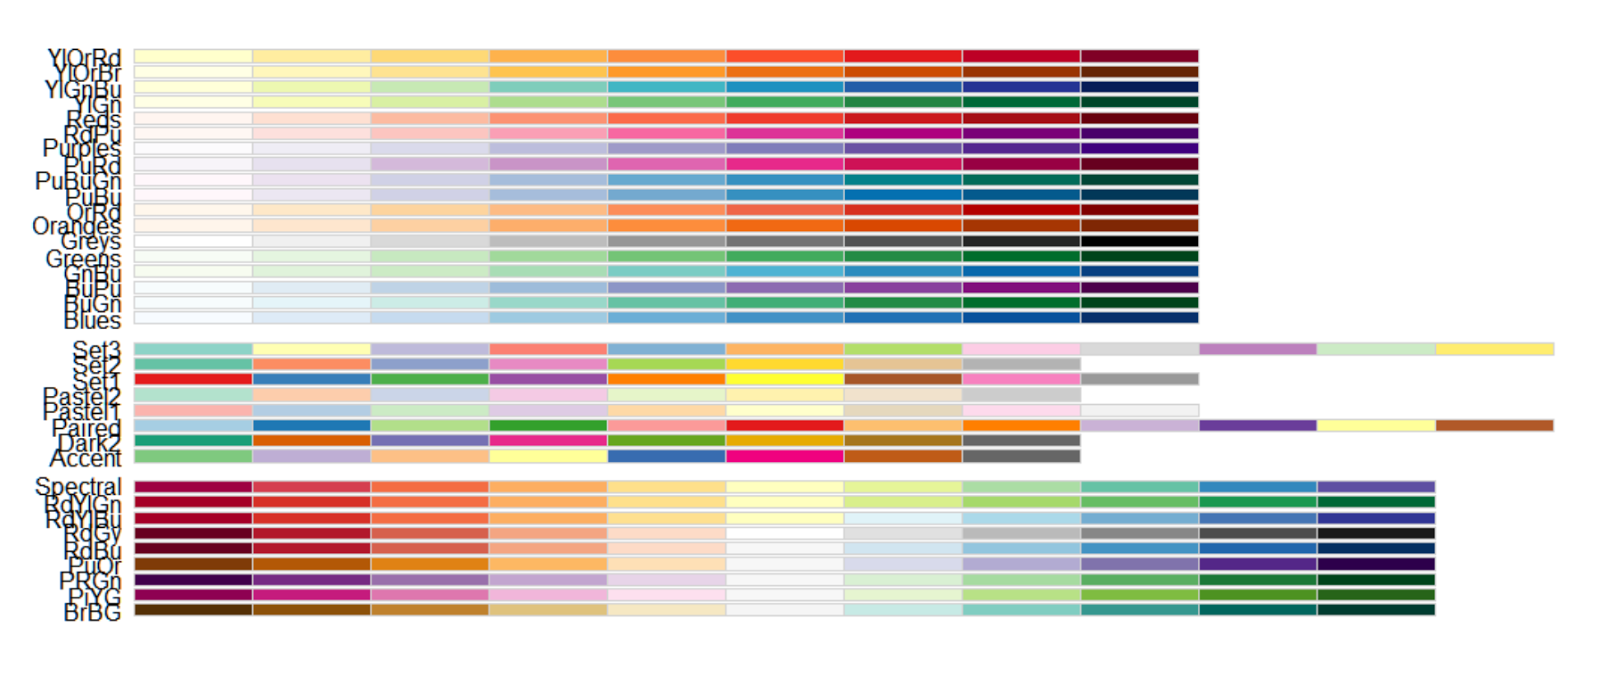 YlOrRd
YlOrBr
YlGnBu
YlGn
Reds
RdPu
Purples
PuRd
PuBuGn
PuBu
OrRd
Oranges
Greys
Greens
GnBu
BuPu
BuGn
Blues
Set3
Set2
Set1
Pastel2
Pastel1
Paired
Dark2
Accent
Spectral
RdYlGn
RdYlBu
RdGy
RdBu
PuOr
PRGn
PiYG
BrBG